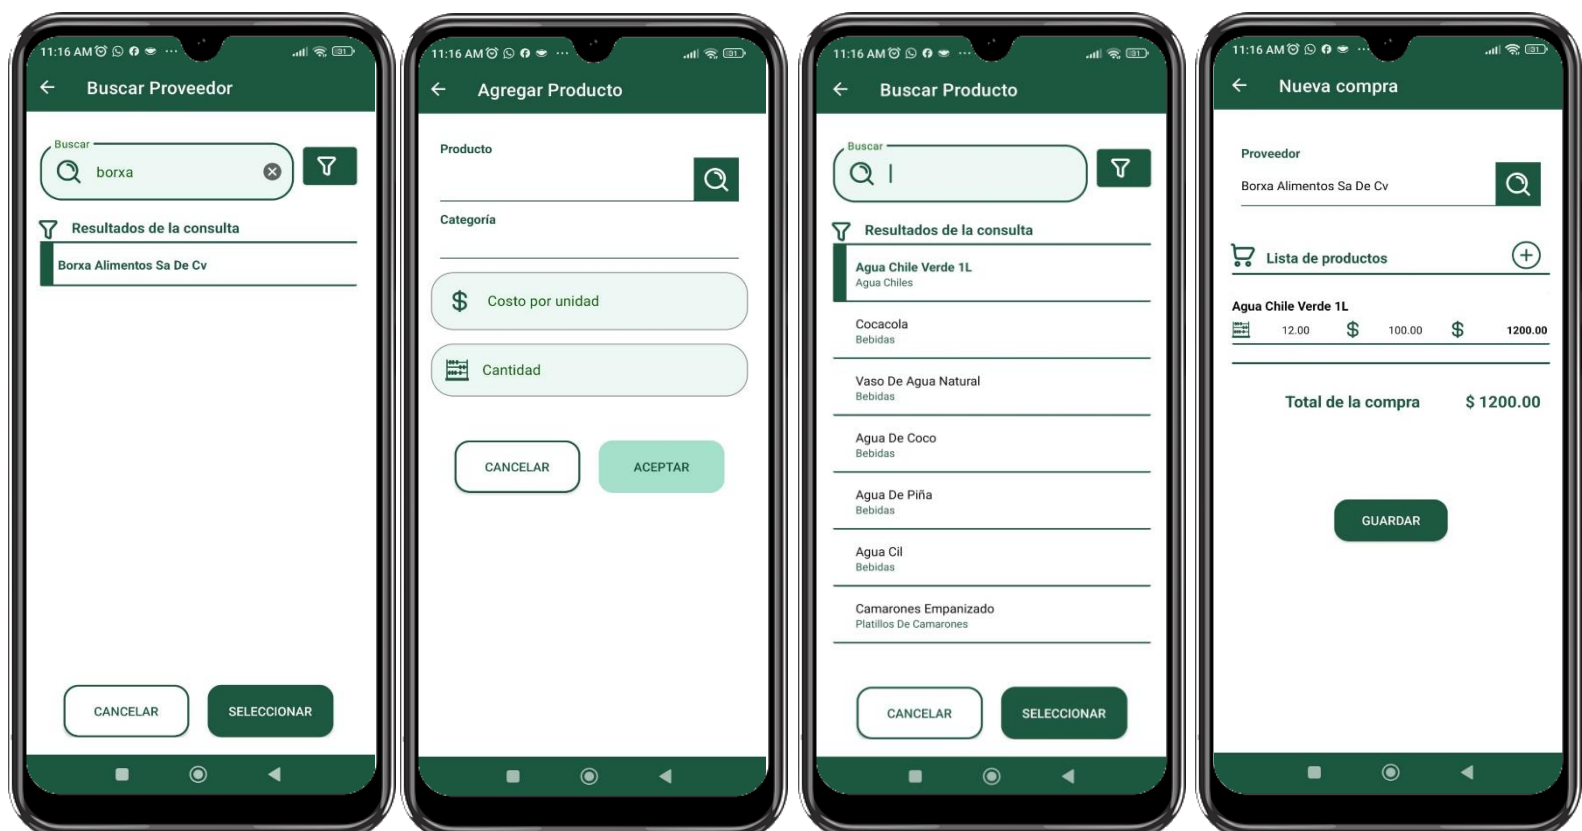 11:16 AM
31
Buscar Proveedor
Buscar
borxa
Resultados de la consulta
Borxa Alimentos Sa De Cv
CANCELAR
SELECCIONAR
11:16 AM
31
Agregar Producto
Producto
Categoría
$ Costo por unidad
Cantidad
CANCELAR
ACEPTAR
11:16 AM
31
Buscar Producto
Buscar
Resultados de la consulta
Agua Chile Verde 1L
Agua Chiles
Cocacola
Bebidas
Vaso De Agua Natural
Bebidas
Agua De Coco
Bebidas
Agua De Piña
Bebidas
Agua Cil
Bebidas
Camarones Empanizado
Platillos De Camarones
CANCELAR
SELECCIONAR
11:16 AM
31
Nueva compra
Proveedor
Borxa Alimentos Sa De Cv
Lista de productos
Agua Chile Verde 1L
12.00 $ 100.00 $ 1200.00
Total de la compra $ 1200.00
GUARDAR